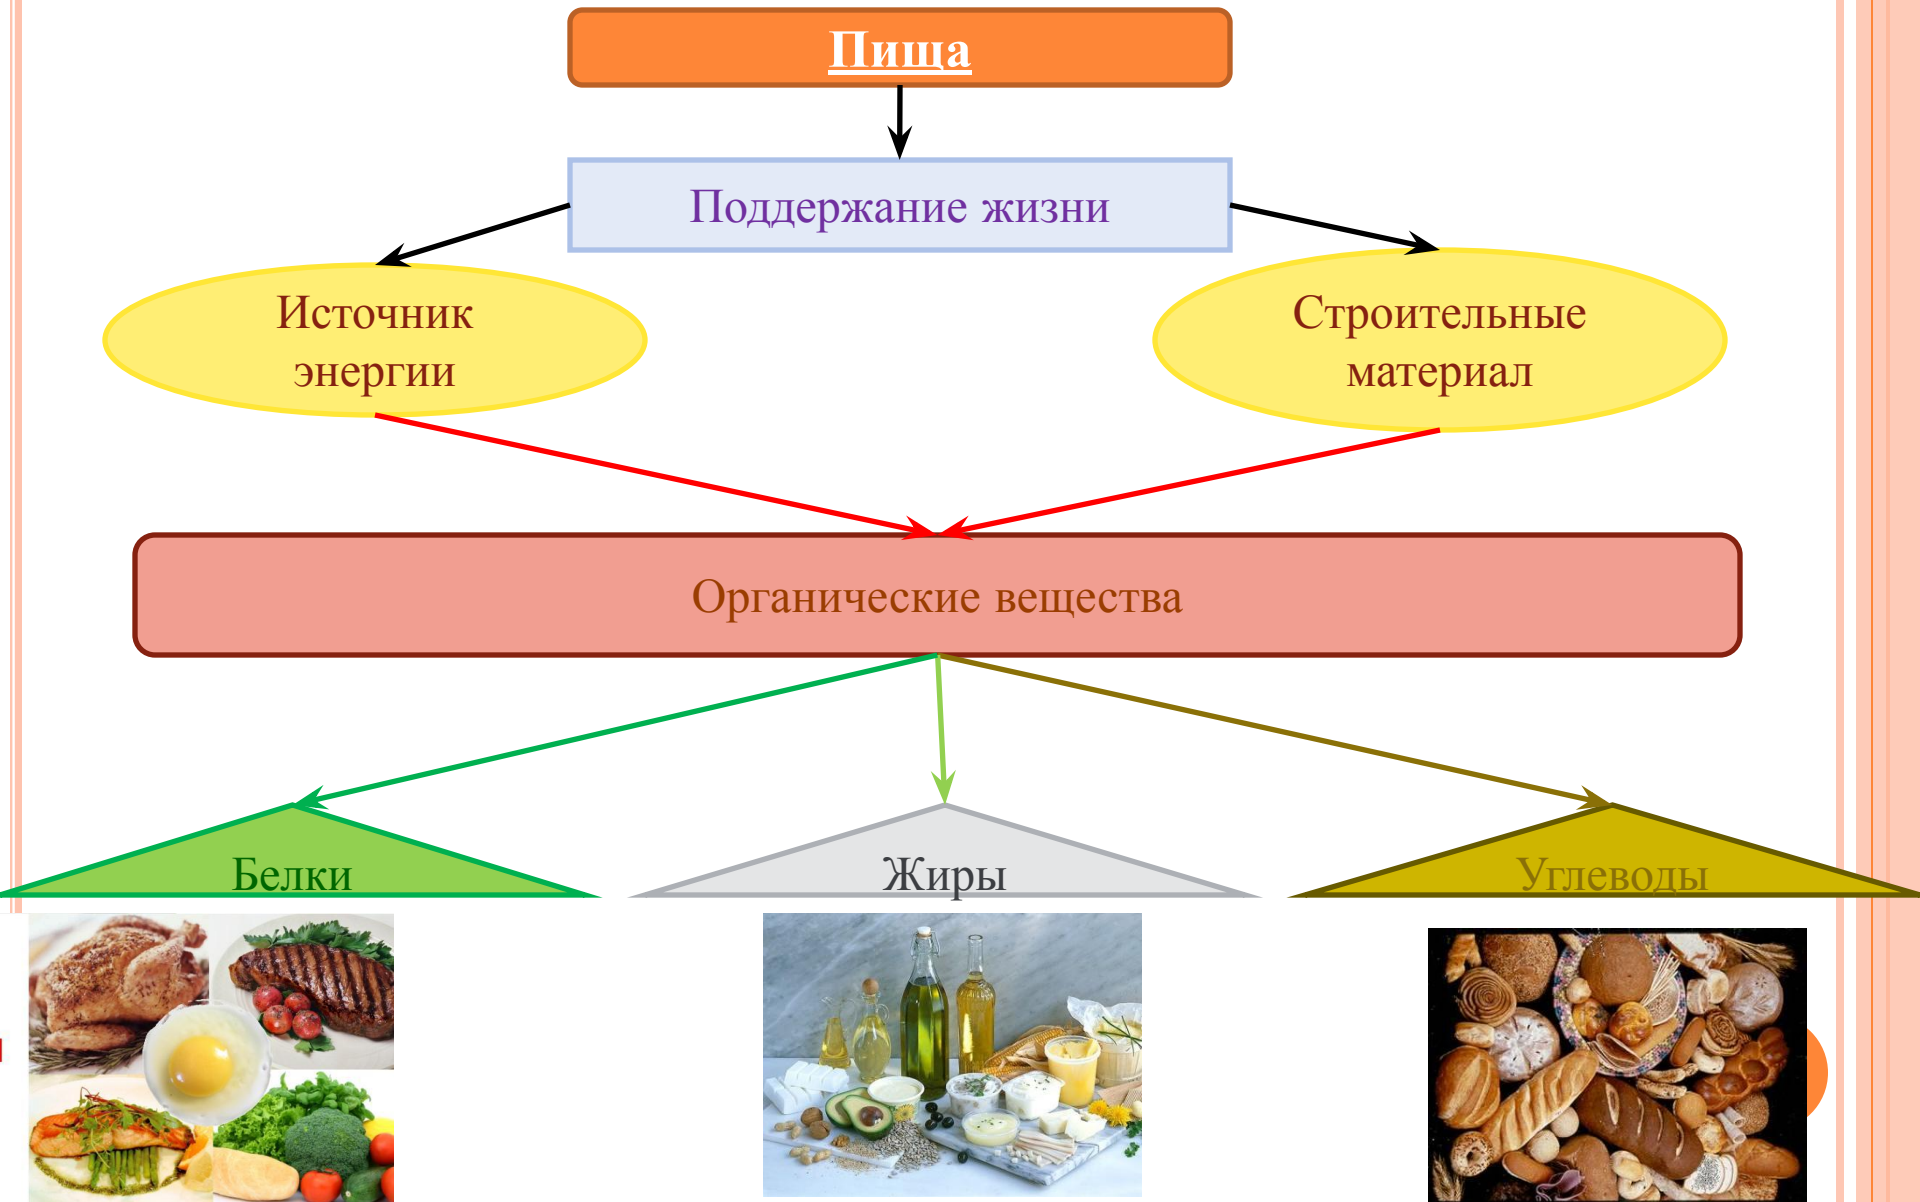 Пища
Поддержание жизни
Источник
энергии
Строительные
материал
Органические вещества
Белки
Жиры
Углеводы